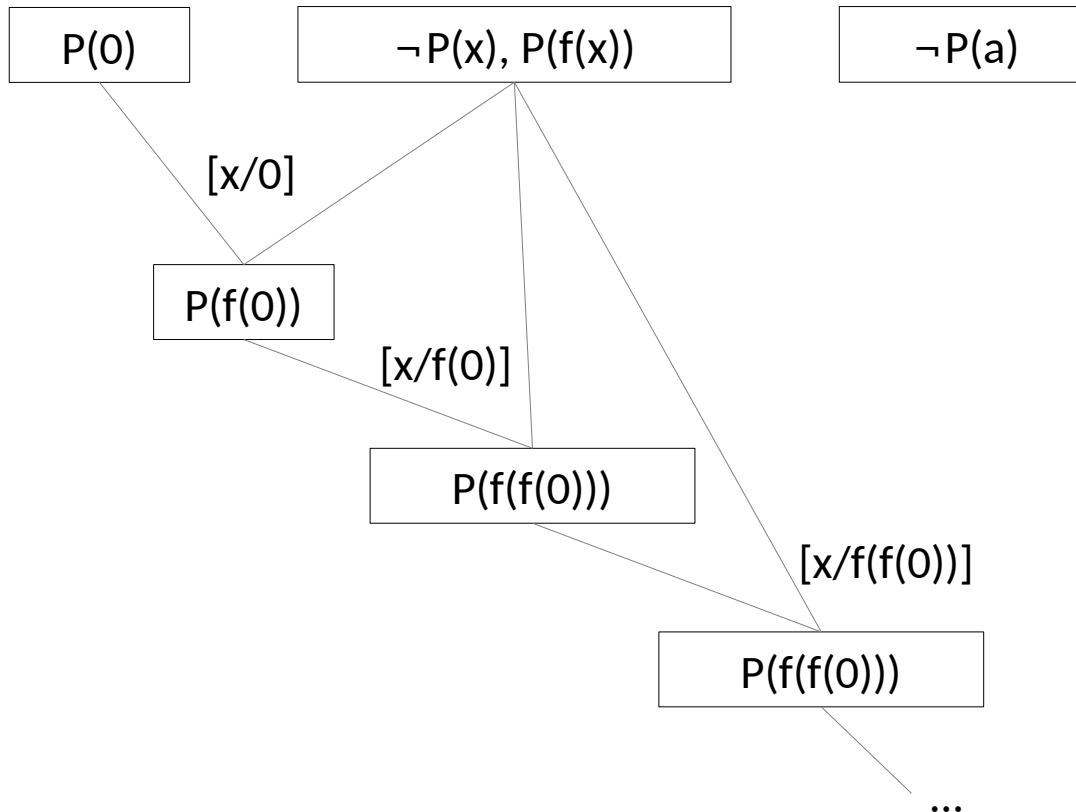 P(0)
¬P(x), P(f(x))
¬P(a)
[x/0]
P(f(0))
[x/f(0)]
P(f(f(0)))
[x/f(f(0))]
P(f(f(0)))
...